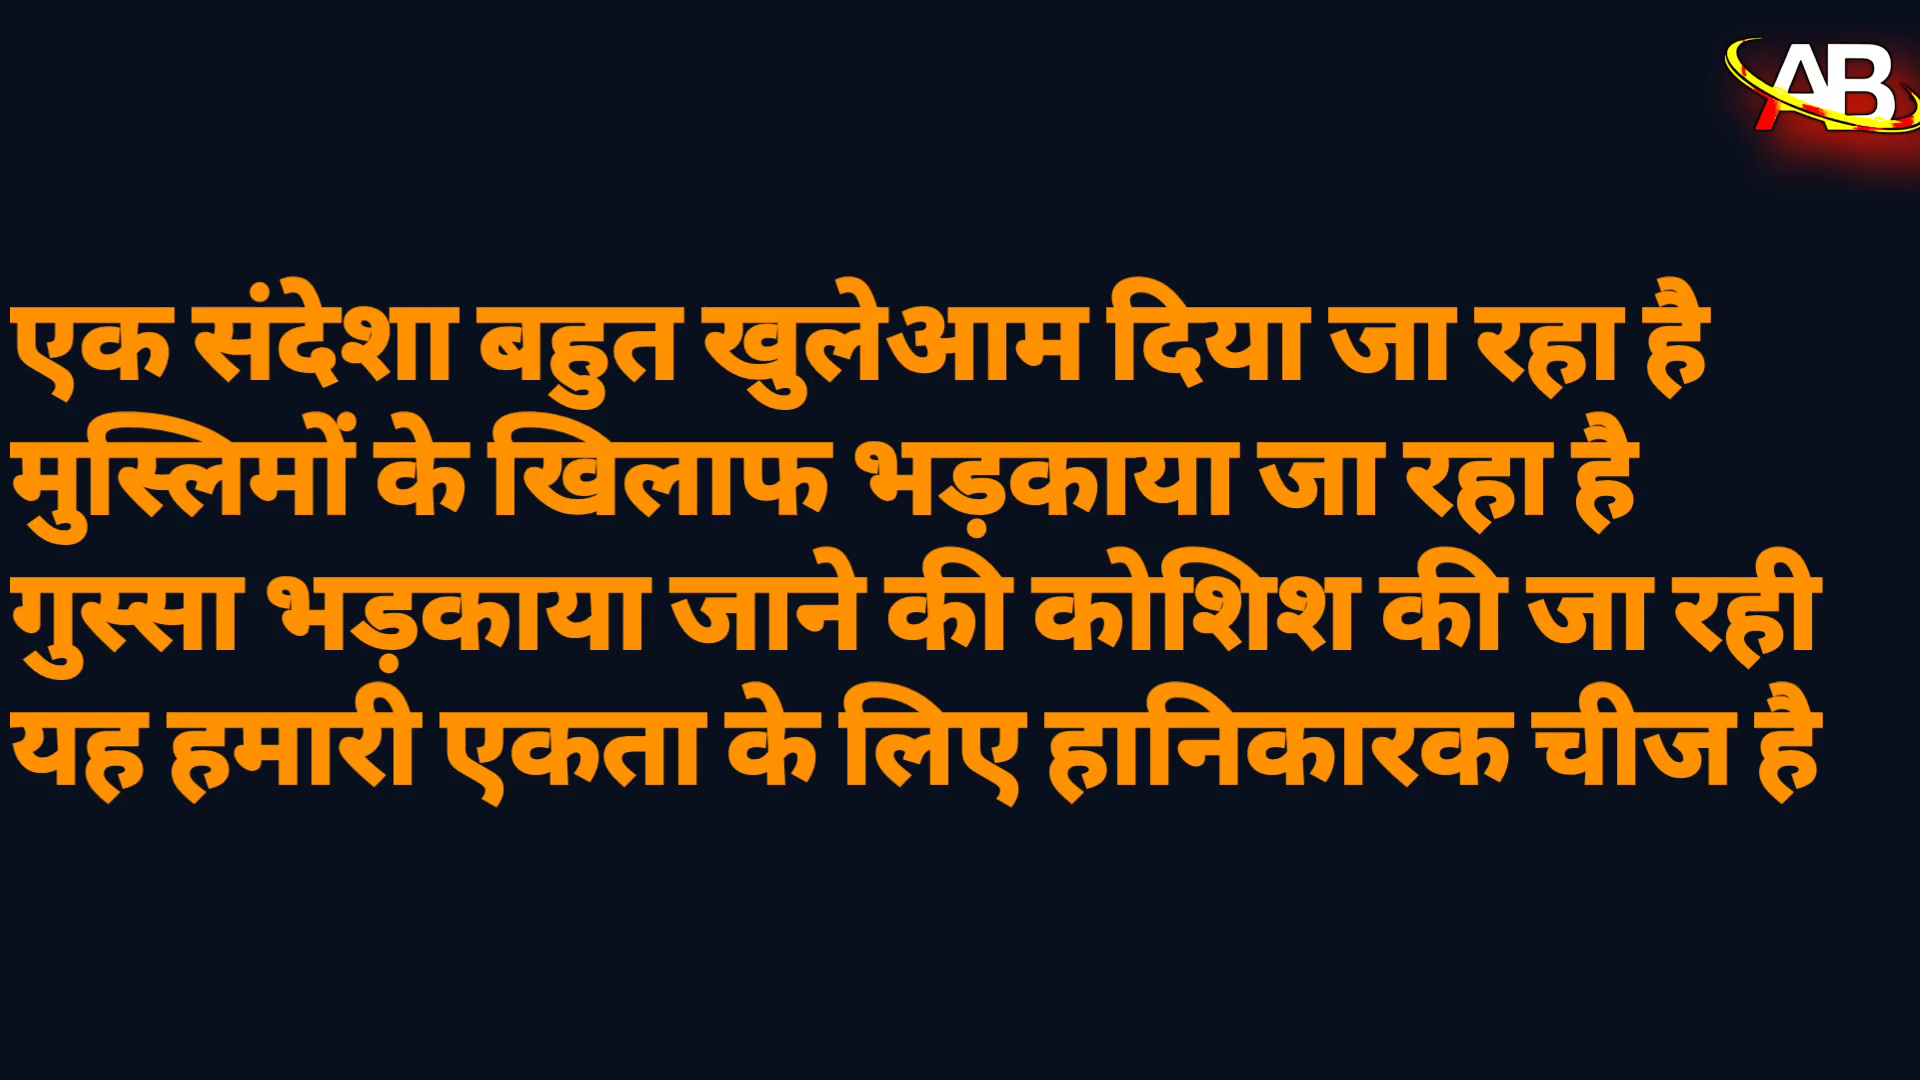 AB
एक संदेशा बहुत खुलेआम दिया जा रहा है
मुस्लिमों के खिलाफ भड़काया जा रहा है
गुस्सा भड़काया जाने की कोशिश की जा रही
यह हमारी एकता के लिए हानिकारक चीज है